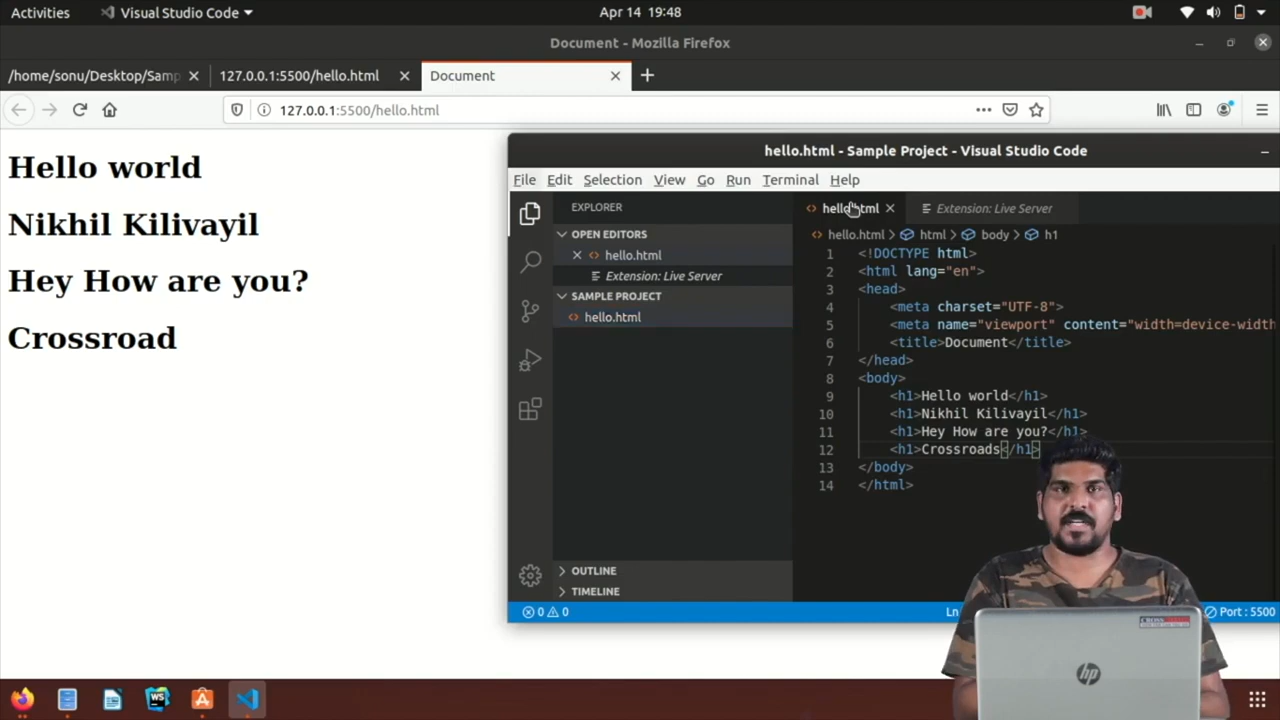 Activities
Visual Studio Code
Apr 14 19:48
Document - Mozilla Firefox
/home/sonu/Desktop/Samp
127.0.0.1:5500/hello.html
Document
127.0.0.1:5500/hello.html
Hello world
Nikhil Kilivayil
Hey How are you?
Crossroad
hello.html - Sample Project - Visual Studio Code
File Edit Selection View Go Run Terminal Help
EXPLORER
OPEN EDITORS
hello.html
Extension: Live Server
SAMPLE PROJECT
hello.html
OUTLINE
TIMELINE
hello.html
Extension: Live Server
hello.html > html > body > h1
1 <!DOCTYPE html>
2 <html lang="en">
3 <head>
4 <meta charset="UTF-8">
5 <meta name="viewport" content="width=device-width
6 <title>Document</title>
7 </head>
8 <body>
9 <h1>Hello world</h1>
10 <h1>Nikhil Kilivayil</h1>
11 <h1>Hey How are you?</h1>
12 <h1>Crossroads</h1>
13 </body>
14 </html>
0 0
Ln
Port : 5500
hp
WS